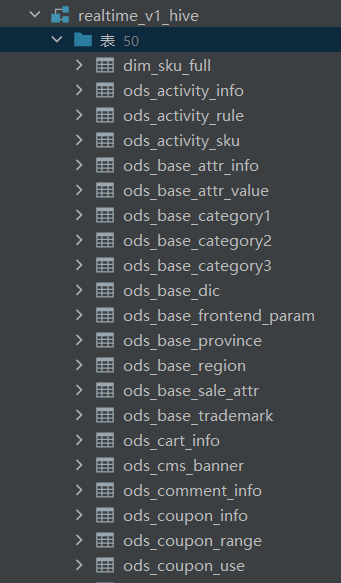 realtime_v1_hive
表 50
dim_sku_full
ods_activity_info
ods_activity_rule
ods_activity_sku
ods_base_attr_info
ods_base_attr_value
ods_base_category1
ods_base_category2
ods_base_category3
ods_base_dic
ods_base_frontend_param
ods_base_province
ods_base_region
ods_base_sale_attr
ods_base_trademark
ods_cart_info
ods_cms_banner
ods_comment_info
ods_coupon_info
ods_coupon_range
ods_coupon_use